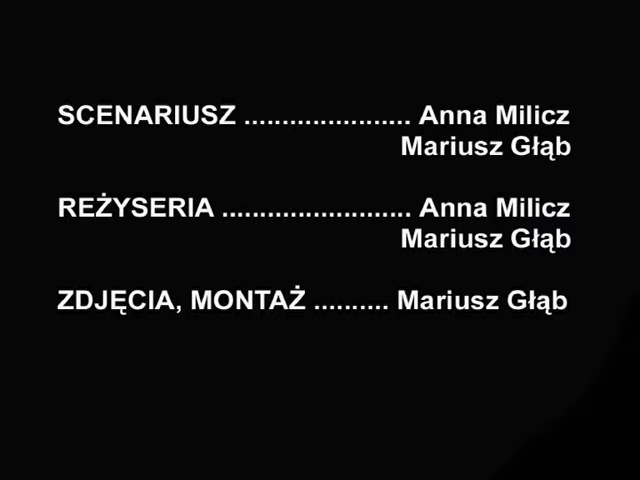 SCENARIUSZ ...................... Anna Milicz
Mariusz Głąb
REŻYSERIA ......................... Anna Milicz
Mariusz Głąb
ZDJĘCIA, MONTAŻ .......... Mariusz Głąb